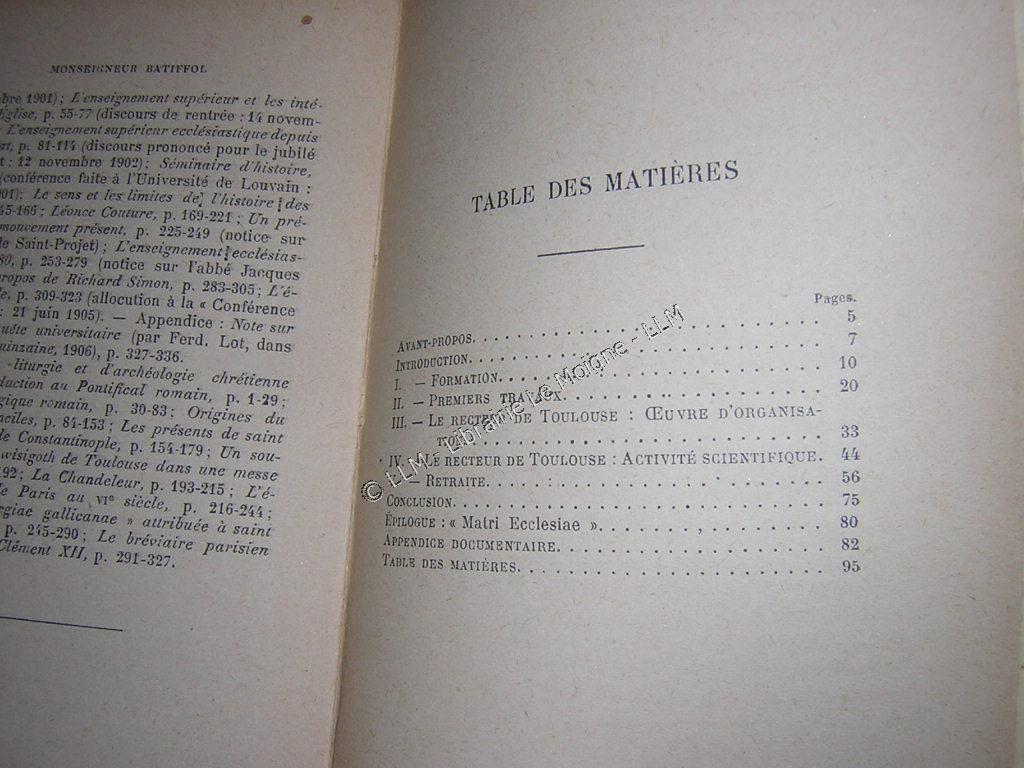 MONSEIGNEUR BATIFFOL
bre 1901) ; L'enseignement supérieur et les inté-
Église, p. 55-77 (discours de rentrée : 14 novem-
L'enseignement supérieur ecclésiastique depuis
p. 81-114 (discours prononcé pour le jubilé
t : 12 novembre 1902) ; Séminaire d'histoire,
(conférence faite à l'Université de Louvain :
01); Le sens et les limites de l'histoire des
45-166 ; Léonce Couture, p. 169-221 ; Un pré-
mouvement présent, p. 225-249 (notice sur
le Saint-Projet) ; L'enseignement ecclésias-
80, p. 253-279 (notice sur l'abbé Jacques
ropos de Richard Simon, p. 283-305 ; L'é-
le, p. 309-323 (allocution à la « Conférence
: 21 juin 1905). — Appendice : Note sur
quête universitaire (par Ferd. Lot, dans
uinzaine, 1906), p. 327-336.
liturgie et d'archéologie chrétienne
duction au Pontifical romain, p. 1-29 ;
gique romain, p. 30-83 ; Origines du
nciles, p. 84-153 ; Les présents de saint
de Constantinople, p. 154-179 ; Un sou-
wisigoth de Toulouse dans une messe
192 ; La Chandeleur, p. 193-215 ; L'é-
e Paris au VIe siècle, p. 216-244 ;
rgiae gallicanae » attribuée à saint
p. 245-290 ; Le bréviaire parisien
Clément XII, p. 291-327.
TABLE DES MATIÈRES
Pages.
AVANT-PROPOS. 5
INTRODUCTION. 7
I. — FORMATION. 10
II. — PREMIERS TRAVAUX. 20
III. — LE RECTEUR DE TOULOUSE : ŒUVRE D'ORGANISA-
TION. 33
IV. — LE RECTEUR DE TOULOUSE : ACTIVITÉ SCIENTIFIQUE. 44
— RETRAITE. 56
CONCLUSION. 75
ÉPILOGUE : « Matri Ecclesiae ». 80
APPENDICE DOCUMENTAIRE. 82
TABLE DES MATIÈRES. 95
© LLM - Librairie Le Moigne - LLM